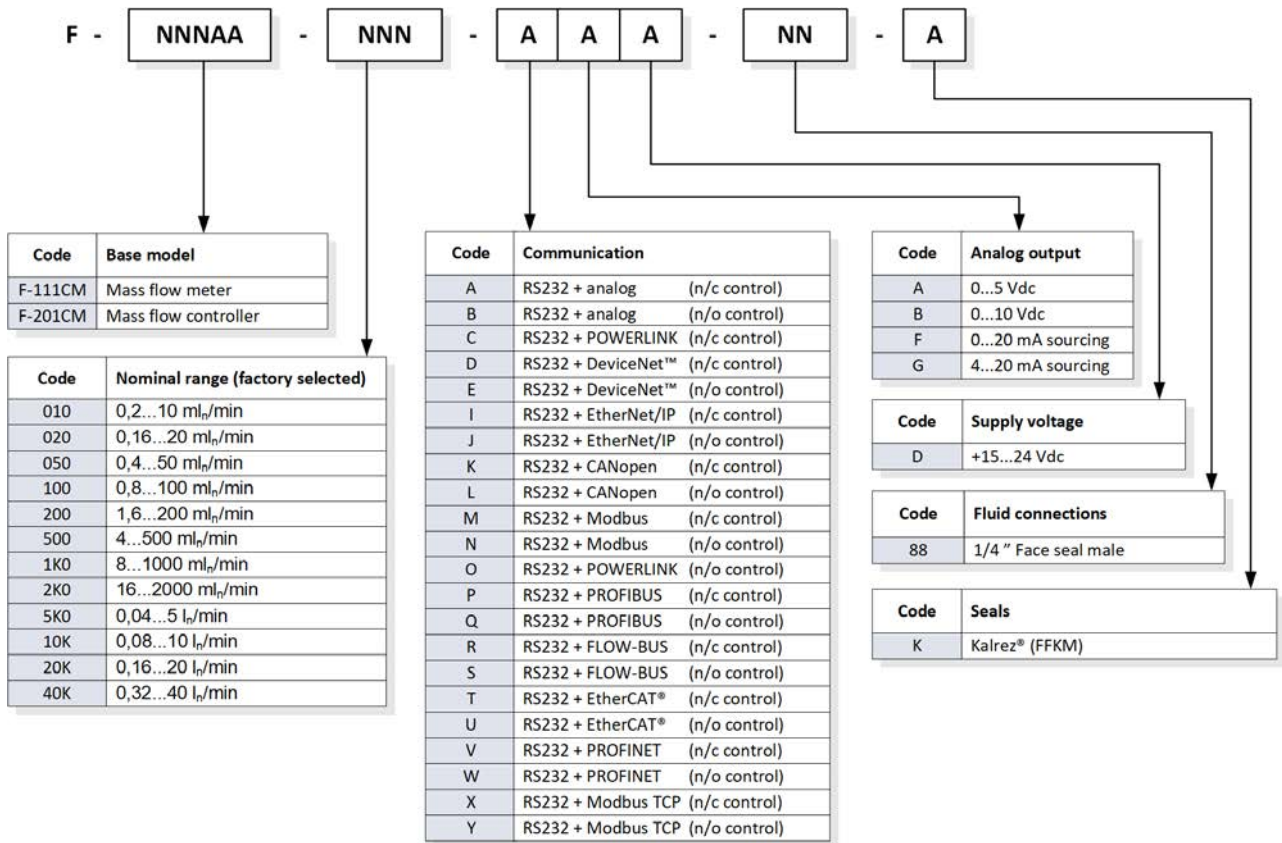 F - NNNAA - NNN - A A A - NN - A
Code Base model
F-111CM Mass flow meter
F-201CM Mass flow controller
Code Nominal range (factory selected)
010 0,2...10 mlₙ/min
020 0,16...20 mlₙ/min
050 0,4...50 mlₙ/min
100 0,8...100 mlₙ/min
200 1,6...200 mlₙ/min
500 4...500 mlₙ/min
1K0 8...1000 mlₙ/min
2K0 16...2000 mlₙ/min
5K0 0,04...5 lₙ/min
10K 0,08...10 lₙ/min
20K 0,16...20 lₙ/min
40K 0,32...40 lₙ/min
Code Communication
A RS232 + analog (n/c control)
B RS232 + analog (n/o control)
C RS232 + POWERLINK (n/c control)
D RS232 + DeviceNet™ (n/c control)
E RS232 + DeviceNet™ (n/o control)
I RS232 + EtherNet/IP (n/c control)
J RS232 + EtherNet/IP (n/o control)
K RS232 + CANopen (n/c control)
L RS232 + CANopen (n/o control)
M RS232 + Modbus (n/c control)
N RS232 + Modbus (n/o control)
O RS232 + POWERLINK (n/o control)
P RS232 + PROFIBUS (n/c control)
Q RS232 + PROFIBUS (n/o control)
R RS232 + FLOW-BUS (n/c control)
S RS232 + FLOW-BUS (n/o control)
T RS232 + EtherCAT® (n/c control)
U RS232 + EtherCAT® (n/o control)
V RS232 + PROFINET (n/c control)
W RS232 + PROFINET (n/o control)
X RS232 + Modbus TCP (n/c control)
Y RS232 + Modbus TCP (n/o control)
Code Analog output
A 0...5 Vdc
B 0...10 Vdc
F 0...20 mA sourcing
G 4...20 mA sourcing
Code Supply voltage
D +15...24 Vdc
Code Fluid connections
88 1/4 ” Face seal male
Code Seals
K Kalrez® (FFKM)